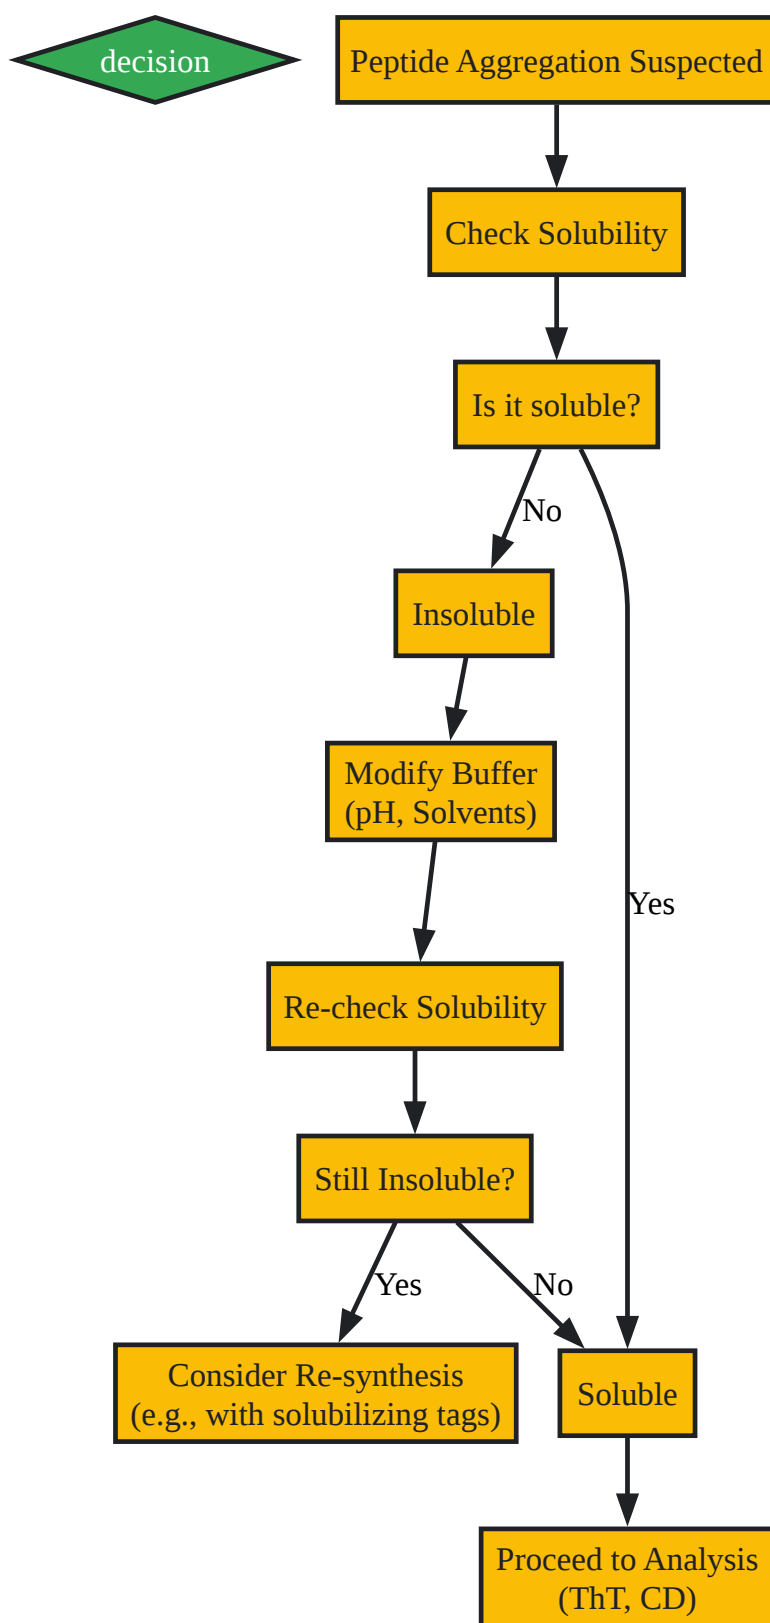 decision
Peptide Aggregation Suspected
Check Solubility
Is it soluble?
No
Insoluble
Modify Buffer
(pH, Solvents)
Yes
Re-check Solubility
Still Insoluble?
Yes
No
Consider Re-synthesis
(e.g., with solubilizing tags)
Soluble
Proceed to Analysis
(ThT, CD)